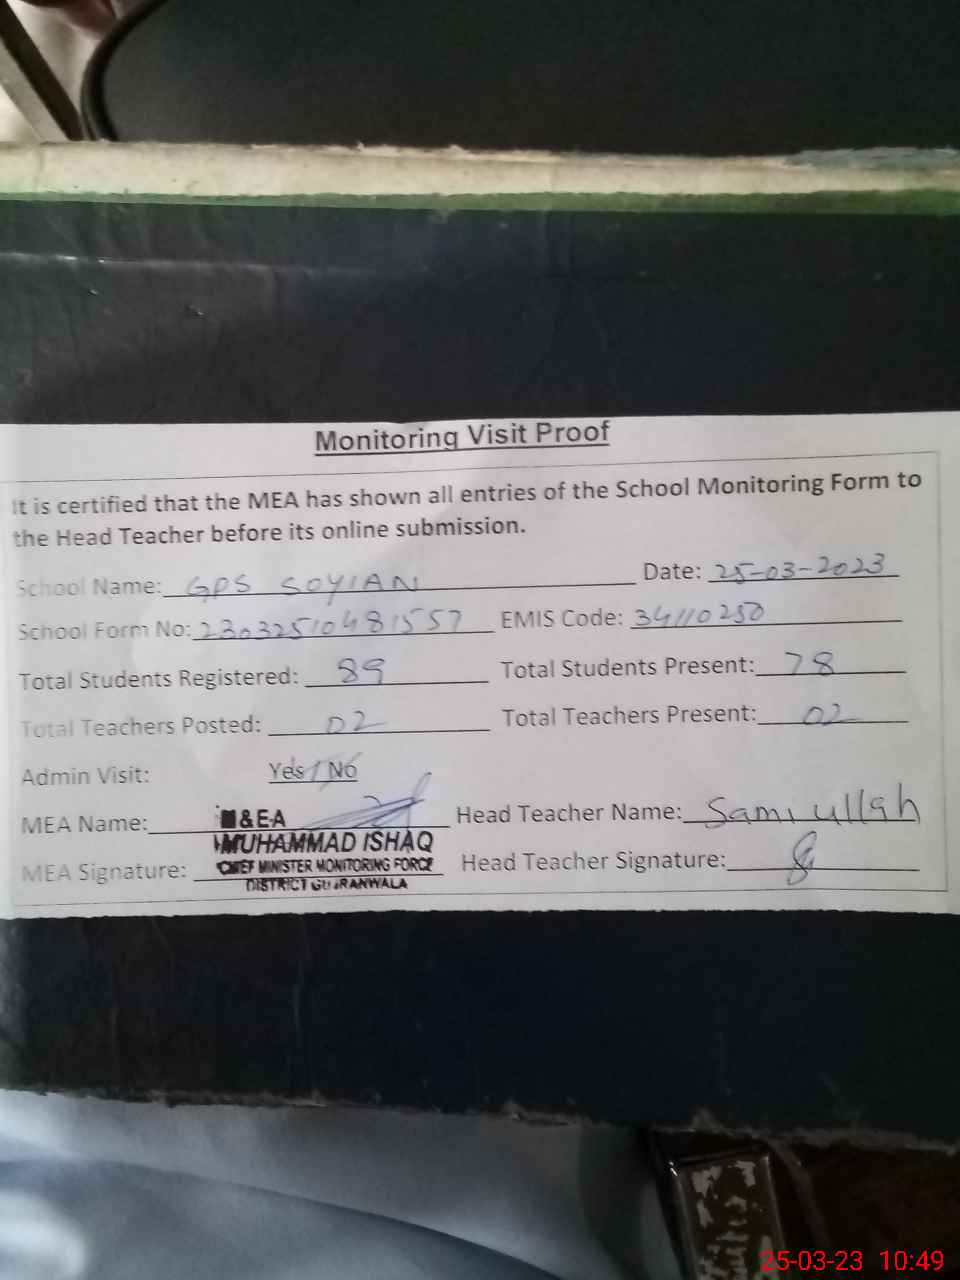 Monitoring Visit Proof
It is certified that the MEA has shown all entries of the School Monitoring Form to
the Head Teacher before its online submission.
School Name: GPS SOYIAN Date: 25-03-2023
School Form No: 230325104481557 EMIS Code: 34110250
Total Students Registered: 89 Total Students Present: 78
Total Teachers Posted: 02 Total Teachers Present: 02
Admin Visit: Yes / No
MEA Name: M & E-A Head Teacher Name: Sami ullah
MUHAMMAD ISHAQ
MEA Signature: CHIEF MINISTER MONITORING FORCE Head Teacher Signature:
DISTRICT GUJRANWALA
25-03-23 10:49